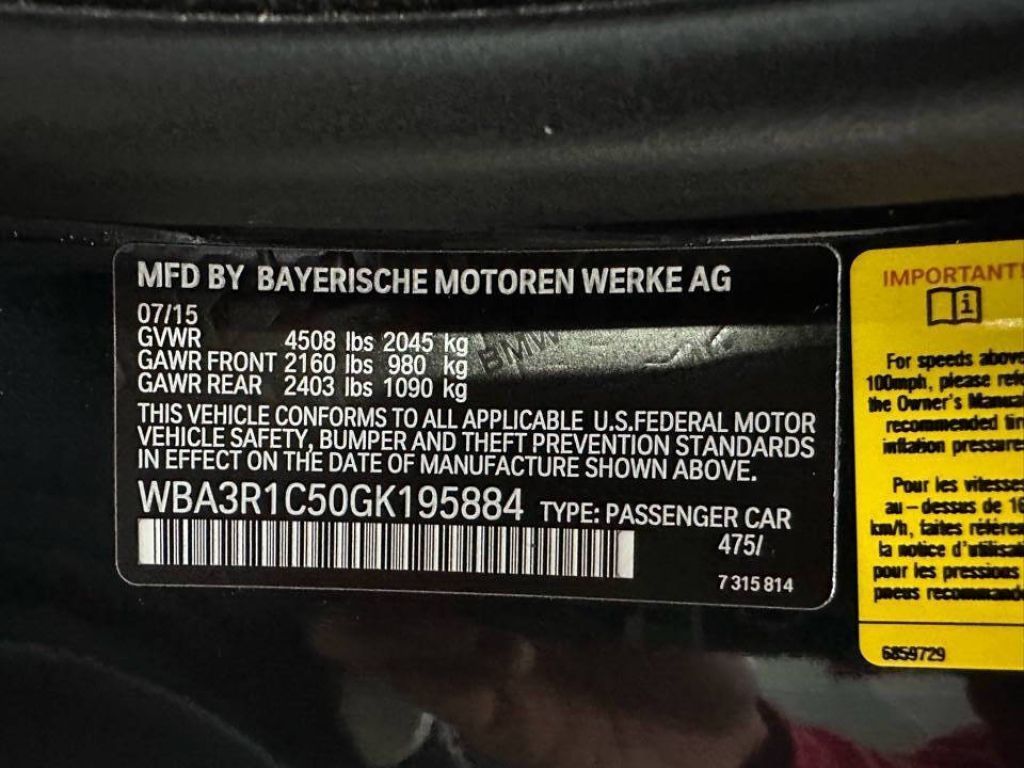 MFD BY BAYERISCHE MOTOREN WERKE AG
07/15
GVWR 4508 lbs 2045 kg
GAWR FRONT 2160 lbs 980 kg
GAWR REAR 2403 lbs 1090 kg
BMW
THIS VEHICLE CONFORMS TO ALL APPLICABLE U.S.FEDERAL MOTOR
VEHICLE SAFETY, BUMPER AND THEFT PREVENTION STANDARDS
IN EFFECT ON THE DATE OF MANUFACTURE SHOWN ABOVE.
WBA3R1C50GK195884 TYPE: PASSENGER CAR
475/
7 315 814
IMPORTANT!
i
For speeds above
100mph, please
the Owner's
recommended
inflation pressure
Pour les vitesses
au-dessus de
km/h, faites
la notice
pour les pressions
pneus
6859729